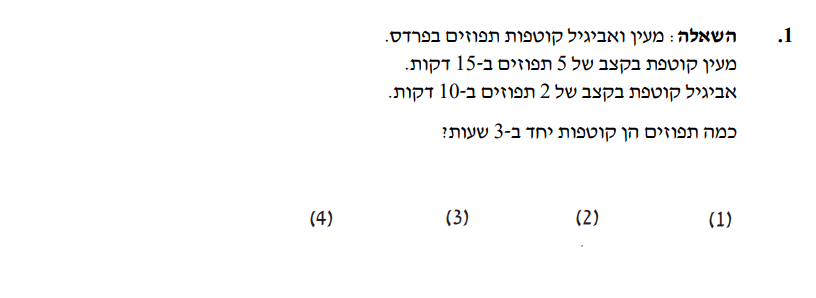 1. השאלה : מעין ואביגיל קוטפות תפוזים בפרדס.
מעין קוטפת בקצב של 5 תפוזים ב-15 דקות.
אביגיל קוטפת בקצב של 2 תפוזים ב-10 דקות.
כמה תפוזים הן קוטפות יחד ב-3 שעות?
(1) (2) (3) (4)